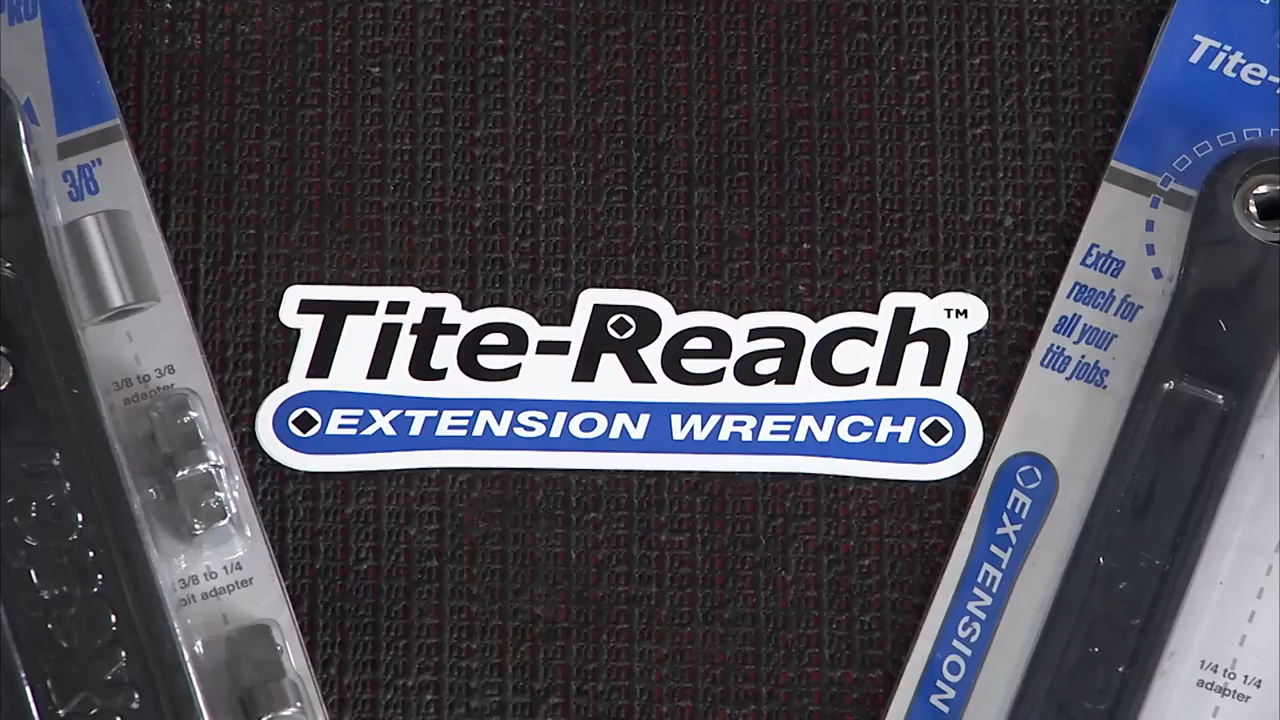 PRO
3/8"
3/8 to 3/8
adapter
3/8 to 1/4
bit adapter
Tite-Reach™
EXTENSION WRENCH
Tite-
Extra
reach for
all your
tite jobs.
EXTENSION
1/4 to 1/4
adapter